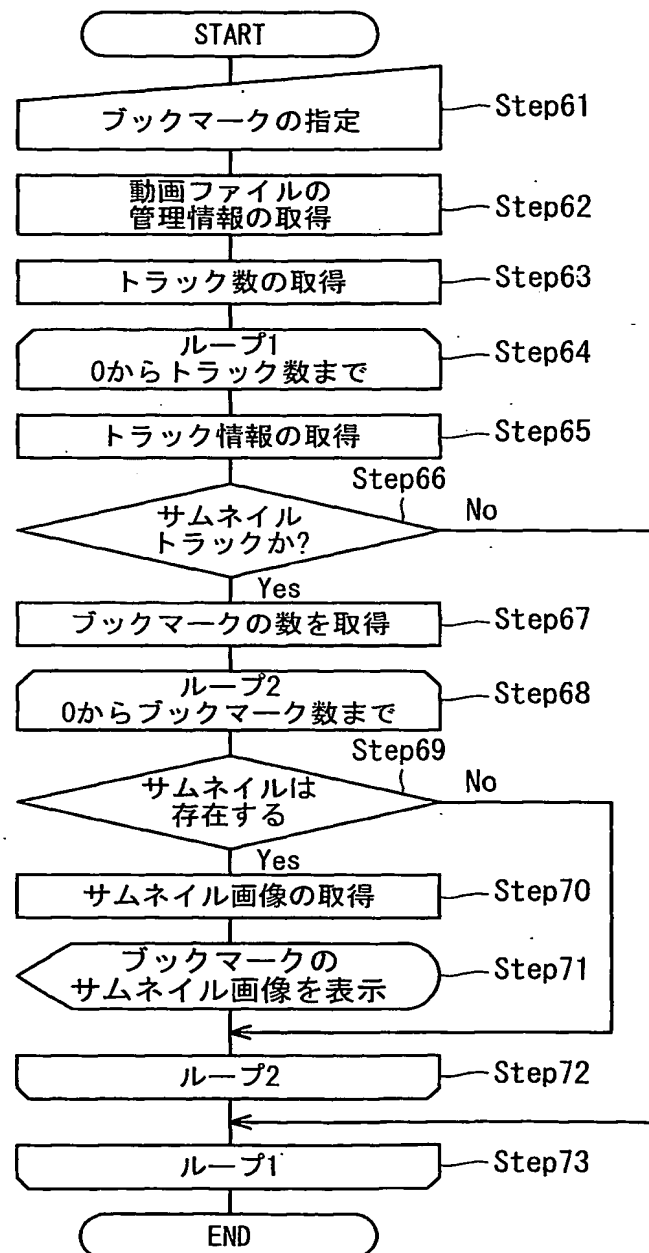 START
ブックマークの指定
Step61
動画ファイルの
管理情報の取得
Step62
トラック数の取得
Step63
ループ1
0からトラック数まで
Step64
トラック情報の取得
Step65
Step66
サムネイル
トラックか?
No
Yes
ブックマークの数を取得
Step67
ループ2
0からブックマーク数まで
Step68
Step69
サムネイルは
存在する
No
Yes
サムネイル画像の取得
Step70
ブックマークの
サムネイル画像を表示
Step71
ループ2
Step72
ループ1
Step73
END